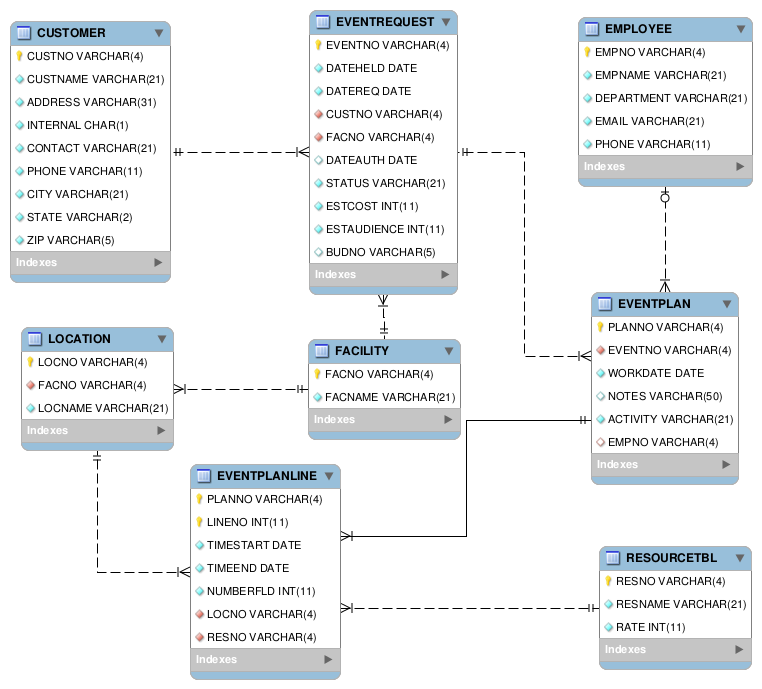 CUSTOMER
CUSTNO VARCHAR(4)
CUSTNAME VARCHAR(21)
ADDRESS VARCHAR(31)
INTERNAL CHAR(1)
CONTACT VARCHAR(21)
PHONE VARCHAR(11)
CITY VARCHAR(21)
STATE VARCHAR(2)
ZIP VARCHAR(5)
Indexes
EVENTREQUEST
EVENTNO VARCHAR(4)
DATEHELD DATE
DATEREQ DATE
CUSTNO VARCHAR(4)
FACNO VARCHAR(4)
DATEAUTH DATE
STATUS VARCHAR(21)
ESTCOST INT(11)
ESTAUDIENCE INT(11)
BUDNO VARCHAR(5)
Indexes
EMPLOYEE
EMPNO VARCHAR(4)
EMPNAME VARCHAR(21)
DEPARTMENT VARCHAR(21)
EMAIL VARCHAR(21)
PHONE VARCHAR(11)
Indexes
LOCATION
LOCNO VARCHAR(4)
FACNO VARCHAR(4)
LOCNAME VARCHAR(21)
Indexes
FACILITY
FACNO VARCHAR(4)
FACNAME VARCHAR(21)
Indexes
EVENTPLAN
PLANNO VARCHAR(4)
EVENTNO VARCHAR(4)
WORKDATE DATE
NOTES VARCHAR(50)
ACTIVITY VARCHAR(21)
EMPNO VARCHAR(4)
Indexes
EVENTPLANLINE
PLANNO VARCHAR(4)
LINENO INT(11)
TIMESTART DATE
TIMEEND DATE
NUMBERFLD INT(11)
LOCNO VARCHAR(4)
RESNO VARCHAR(4)
Indexes
RESOURCETBL
RESNO VARCHAR(4)
RESNAME VARCHAR(21)
RATE INT(11)
Indexes